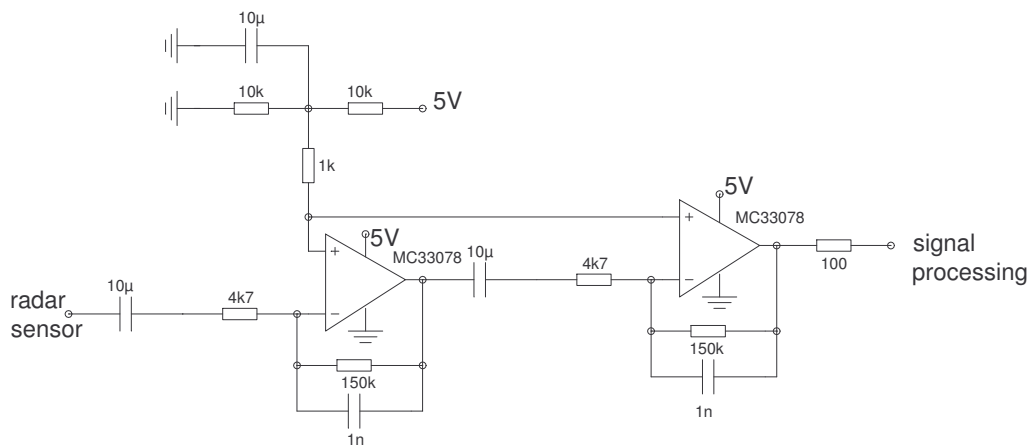 10µ
10k
10k
5V
1k
5V
MC33078
5V
MC33078
10µ
4k7
100
signal
processing
radar
sensor
10µ
4k7
+
−
+
−
150k
1n
150k
1n